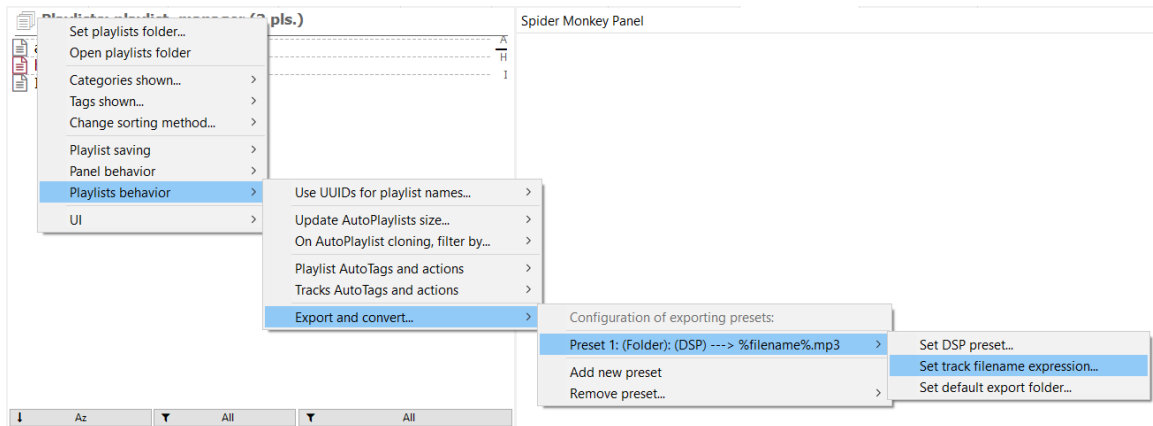 Playlists: playlist_manager (3 pls.)
Spider Monkey Panel
A
H
I
Set playlists folder...
Open playlists folder
Categories shown...
Tags shown...
Change sorting method...
Playlist saving
Panel behavior
Playlists behavior
UI
Use UUIDs for playlist names...
Update AutoPlaylists size...
On AutoPlaylist cloning, filter by...
Playlist AutoTags and actions
Tracks AutoTags and actions
Export and convert...
Configuration of exporting presets:
Preset 1: (Folder): (DSP) ---> %filename%.mp3
Add new preset
Remove preset...
Set DSP preset...
Set track filename expression...
Set default export folder...
Az
All
All